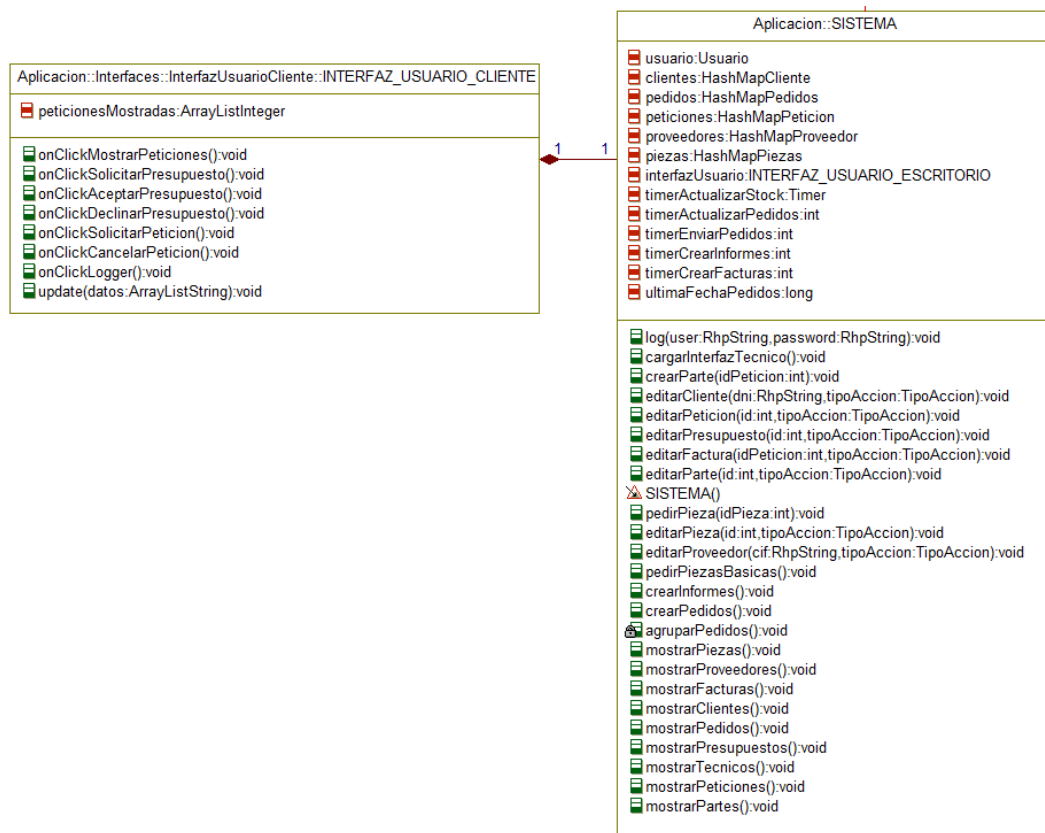 Aplicacion::Interfaces::InterfazUsuarioCliente::INTERFAZ_USUARIO_CLIENTE
peticionesMostradas:ArrayListInteger
onClickMostrarPeticiones():void
onClickSolicitarPresupuesto():void
onClickAceptarPresupuesto():void
onClickDeclinarPresupuesto():void
onClickSolicitarPeticion():void
onClickCancelarPeticion():void
onClickLogger():void
update(datos:ArrayListString):void
1
1
Aplicacion::SISTEMA
usuario:Usuario
clientes:HashMapCliente
pedidos:HashMapPedidos
peticiones:HashMapPeticion
proveedores:HashMapProveedor
piezas:HashMapPiezas
interfazUsuario:INTERFAZ_USUARIO_ESCRITORIO
timerActualizarStock:Timer
timerActualizarPedidos:int
timerEnviarPedidos:int
timerCrearInformes:int
timerCrearFacturas:int
ultimaFechaPedidos:long
log(user:RhpString,password:RhpString):void
cargarInterfazTecnico():void
crearParte(idPeticion:int):void
editarCliente(dni:RhpString,tipoAccion:TipoAccion):void
editarPeticion(id:int,tipoAccion:TipoAccion):void
editarPresupuesto(id:int,tipoAccion:TipoAccion):void
editarFactura(idPeticion:int,tipoAccion:TipoAccion):void
editarParte(id:int,tipoAccion:TipoAccion):void
SISTEMA()
pedirPieza(idPieza:int):void
editarPieza(id:int,tipoAccion:TipoAccion):void
editarProveedor(cif:RhpString,tipoAccion:TipoAccion):void
pedirPiezasBasicas():void
crearInformes():void
crearPedidos():void
agruparPedidos():void
mostrarPiezas():void
mostrarProveedores():void
mostrarFacturas():void
mostrarClientes():void
mostrarPedidos():void
mostrarPresupuestos():void
mostrarTecnicos():void
mostrarPeticiones():void
mostrarPartes():void